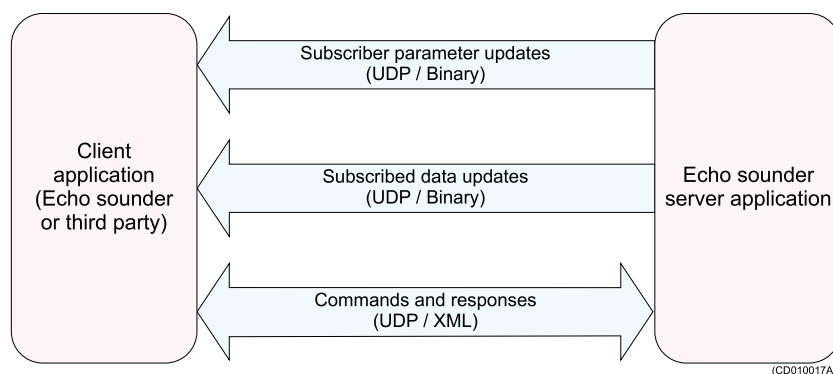 Subscriber parameter updates
(UDP / Binary)
Client
application
(Echo sounder
or third party)
Subscribed data updates
(UDP / Binary)
Echo sounder
server application
Commands and responses
(UDP / XML)
(CD010017A